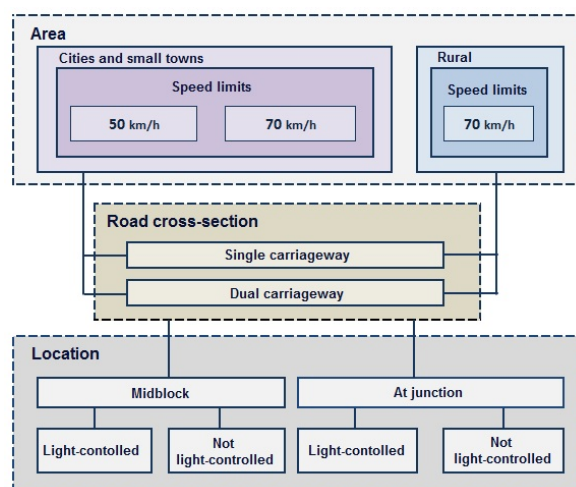 Area
Cities and small towns
Speed limits
50 km/h
70 km/h
Rural
Speed limits
70 km/h
Road cross-section
Single carriageway
Dual carriageway
Location
Midblock
At junction
Light-contolled
Not
light-controlled
Light-contolled
Not
light-controlled